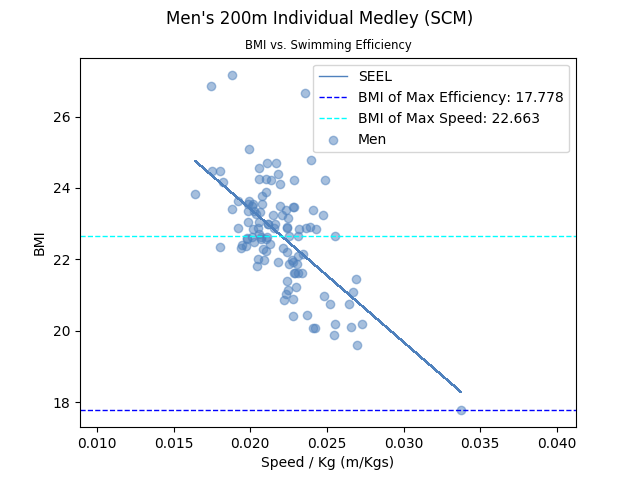 Men's 200m Individual Medley (SCM)
BMI vs. Swimming Efficiency
SEEL
BMI of Max Efficiency: 17.778
BMI of Max Speed: 22.663
Men
26
24
22
20
18
BMI
0.010 0.015 0.020 0.025 0.030 0.035 0.040
Speed / Kg (m/Kgs)